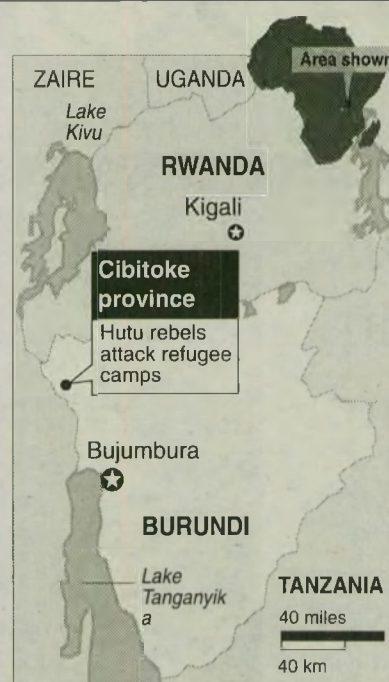 Area shown
ZAIRE
UGANDA
Lake
Kivu
RWANDA
Kigali
Cibitoke
province
Hutu rebels
attack refugee
camps
Bujumbura
BURUNDI
Lake
Tanganyik
a
TANZANIA
40 miles
40 km